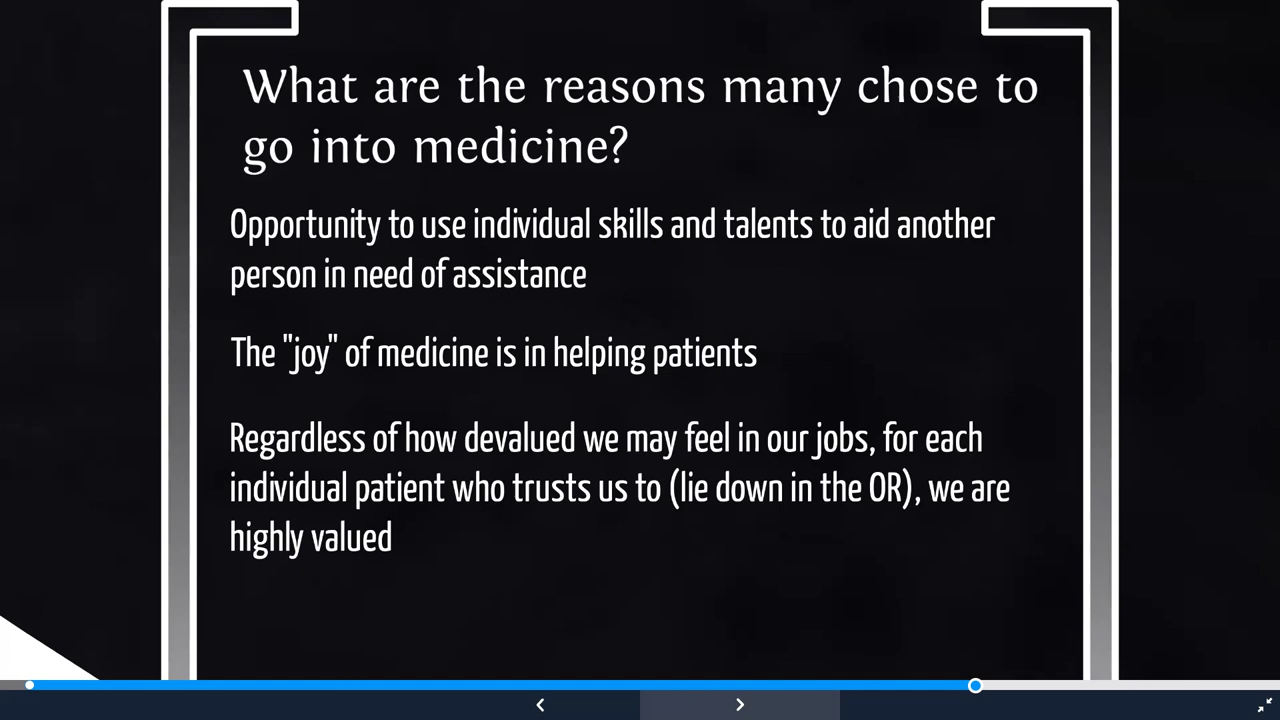 What are the reasons many chose to
go into medicine?
Opportunity to use individual skills and talents to aid another
person in need of assistance
The "joy" of medicine is in helping patients
Regardless of how devalued we may feel in our jobs, for each
individual patient who trusts us to (lie down in the OR), we are
highly valued